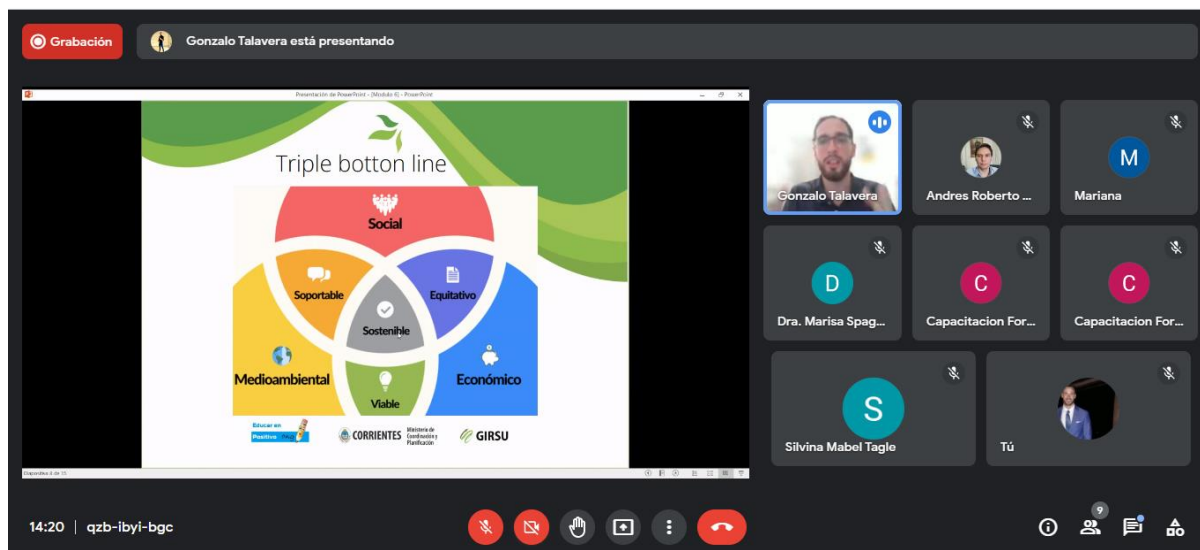 Grabación
Gonzalo Talavera está presentando
Presentación de PowerPoint - [Modulo 6] - PowerPoint
Triple botton line
Social
Soportable
Equitativo
Sostenible
Medioambiental
Económico
Viable
Educar en
Positivo
CORRIENTES
Ministerio de
Coordinación y
Planificación
GIRSU
Gonzalo Talavera
Andres Roberto ...
M
Mariana
D
Dra. Marisa Spag...
C
Capacitacion For...
C
Capacitacion For...
S
Silvina Mabel Tagle
Tú
14:20 | qzb-ibyi-bgc
9